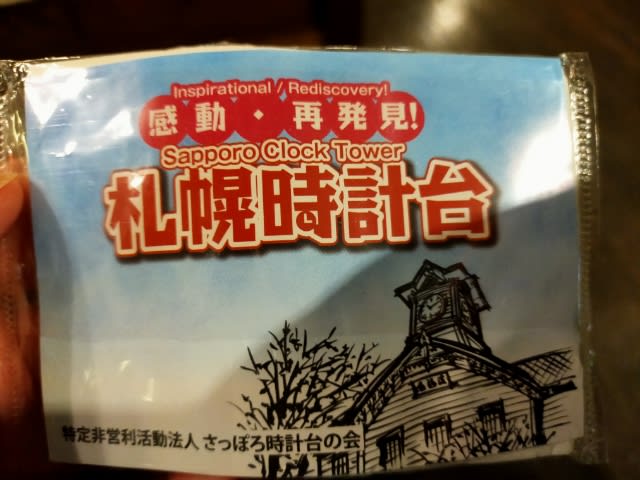 Inspirational / Rediscovery!
感動・再発見!
Sapporo Clock Tower
札幌時計台
特定非営利活動法人 さっぽろ時計台の会